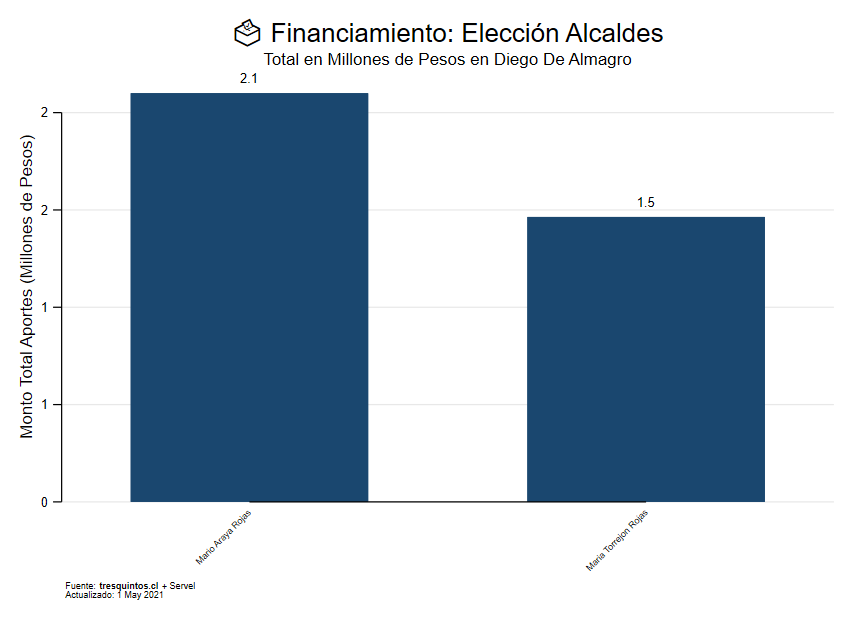 Financiamiento: Elección Alcaldes
Total en Millones de Pesos en Diego De Almagro
Monto Total Aportes (Millones de Pesos)
2
2
1
1
0
2.1
1.5
Mario Araya Rojas
Maria Torrejon Rojas
Fuente: tresquintos.cl + Servel
Actualizado: 1 May 2021